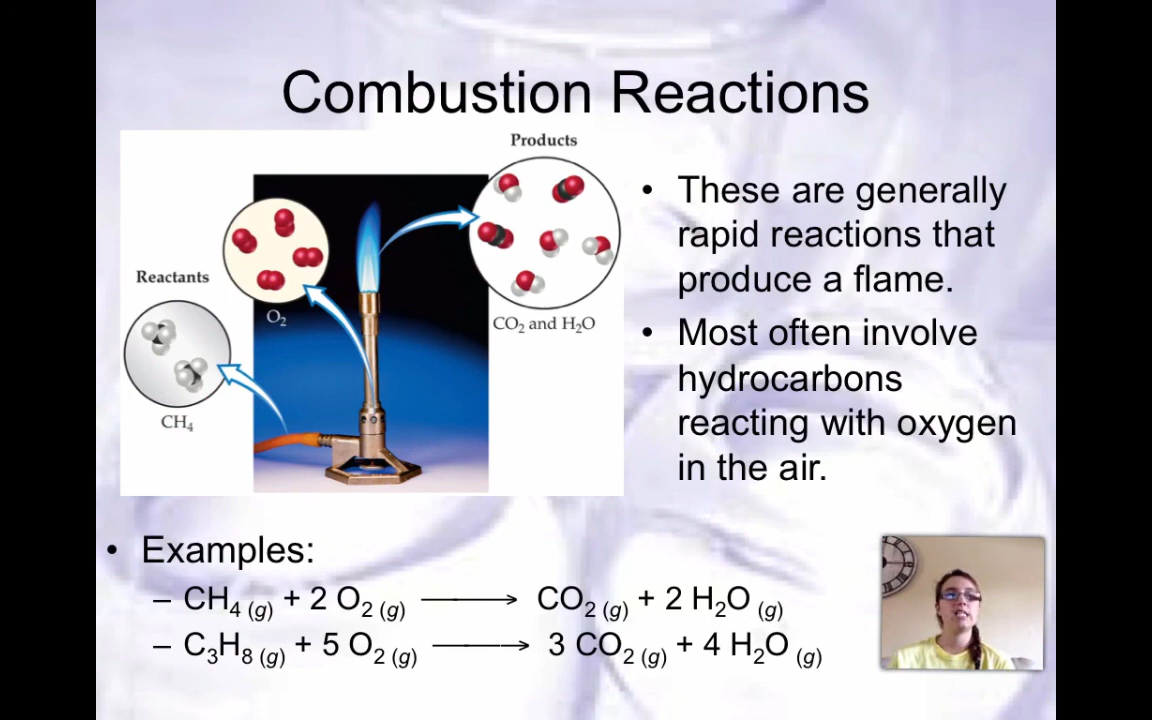 Combustion Reactions
Products
Reactants
O₂
CO₂ and H₂O
CH₄
• These are generally
rapid reactions that
produce a flame.
• Most often involve
hydrocarbons
reacting with oxygen
in the air.
• Examples:
– CH₄ (g) + 2 O₂ (g) ⟶ CO₂ (g) + 2 H₂O (g)
– C₃H₈ (g) + 5 O₂ (g) ⟶ 3 CO₂ (g) + 4 H₂O (g)